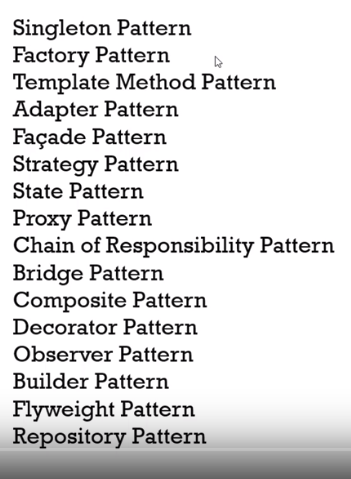 Singleton Pattern
Factory Pattern
Template Method Pattern
Adapter Pattern
Façade Pattern
Strategy Pattern
State Pattern
Proxy Pattern
Chain of Responsibility Pattern
Bridge Pattern
Composite Pattern
Decorator Pattern
Observer Pattern
Builder Pattern
Flyweight Pattern
Repository Pattern